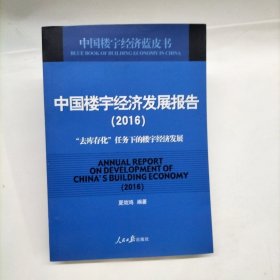 中国楼宇经济蓝皮书
BLUE BOOK OF BUILDING ECONOMY IN CHINA
中国楼宇经济发展报告
(2016)
“去库存化”任务下的楼宇经济发展
ANNUAL REPORT
ON DEVELOPMENT OF
CHINA'S BUILDING ECONOMY
(2016)
夏效鸿 编著
人民日报出版社